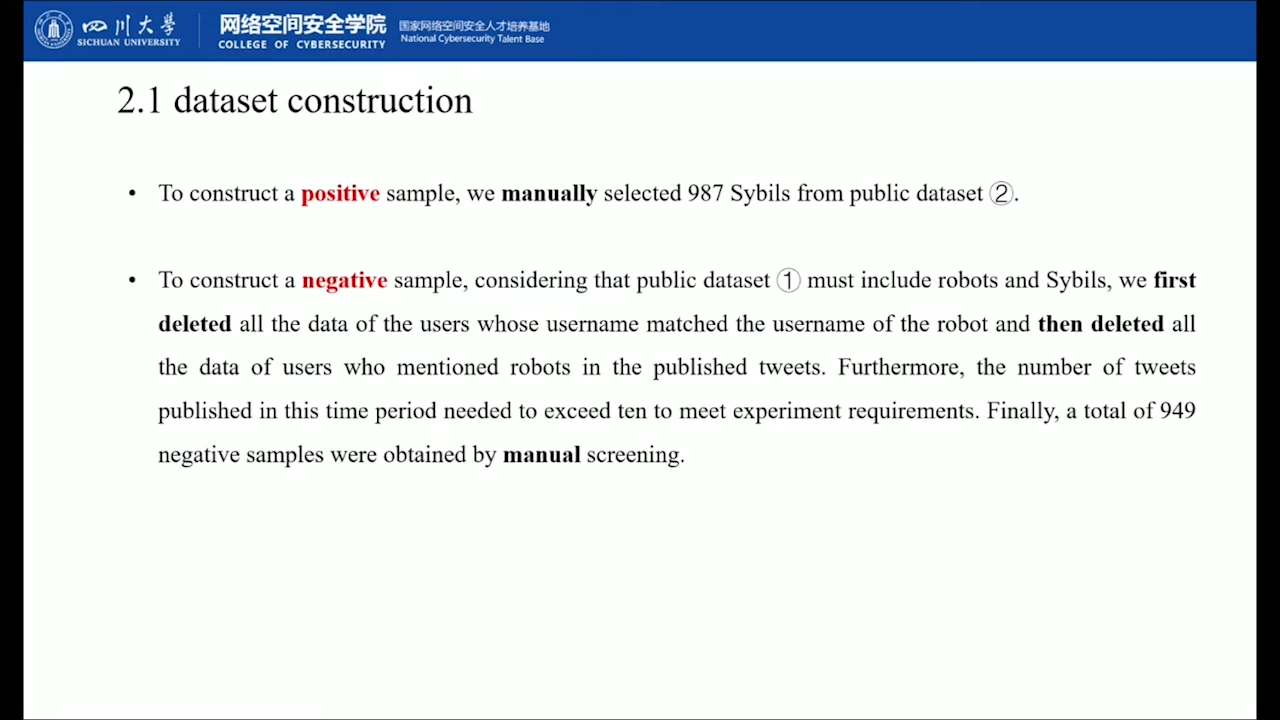 四川大学
SICHUAN UNIVERSITY
网络空间安全学院
COLLEGE OF CYBERSECURITY
国家网络空间安全人才培养基地
National Cybersecurity Talent Base
2.1 dataset construction
• To construct a positive sample, we manually selected 987 Sybils from public dataset ②.
• To construct a negative sample, considering that public dataset ① must include robots and Sybils, we first
deleted all the data of the users whose username matched the username of the robot and then deleted all
the data of users who mentioned robots in the published tweets. Furthermore, the number of tweets
published in this time period needed to exceed ten to meet experiment requirements. Finally, a total of 949
negative samples were obtained by manual screening.